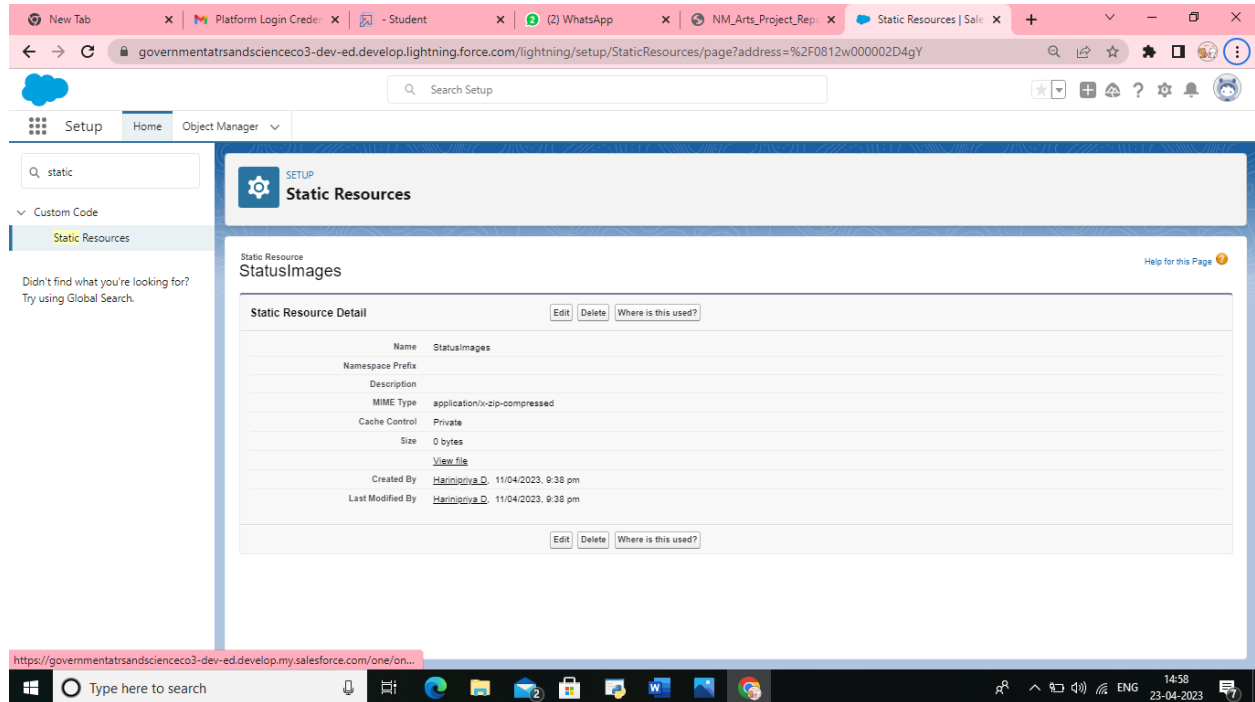 New Tab
Platform Login Creden
- Student
(2) WhatsApp
NM_Arts_Project_Repo
Static Resources | Sale
governmentatrsandscienceco3-dev-ed.develop.lightning.force.com/lightning/setup/StaticResources/page?address=%2F0812w000002D4gY
Search Setup
Setup
Home
Object Manager
static
SETUP
Static Resources
Custom Code
Static Resources
Didn't find what you're looking for?
Try using Global Search.
Static Resource
StatusImages
Help for this Page
Static Resource Detail
Edit Delete Where is this used?
Name StatusImages
Namespace Prefix
Description
MIME Type application/x-zip-compressed
Cache Control Private
Size 0 bytes
View file
Created By Harinipriya D, 11/04/2023, 9:38 pm
Last Modified By Harinipriya D, 11/04/2023, 9:38 pm
Edit Delete Where is this used?
https://governmentatrsandscienceco3-dev-ed.develop.my.salesforce.com/one/on...
Type here to search
2
ENG
14:58
23-04-2023
7